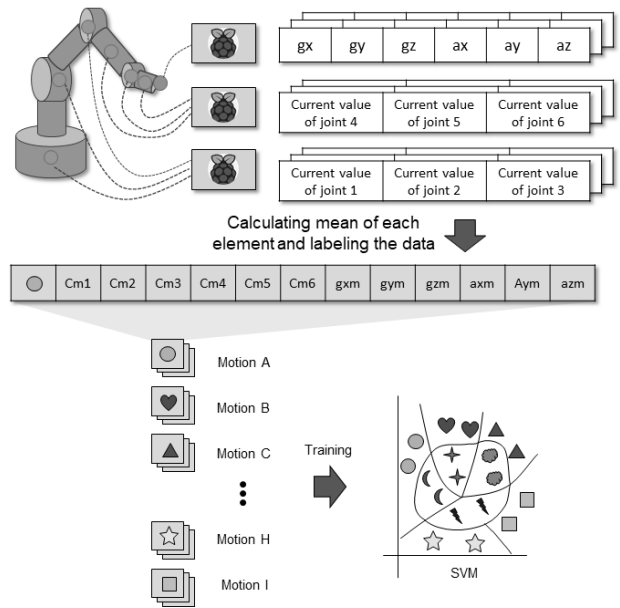 gx gy gz ax ay az
Current value of joint 4 Current value of joint 5 Current value of joint 6
Current value of joint 1 Current value of joint 2 Current value of joint 3
Calculating mean of each
element and labeling the data
Cm1 Cm2 Cm3 Cm4 Cm5 Cm6 gxm gym gzm axm Aym azm
Motion A
Motion B
Motion C
Training
Motion H
Motion I
SVM